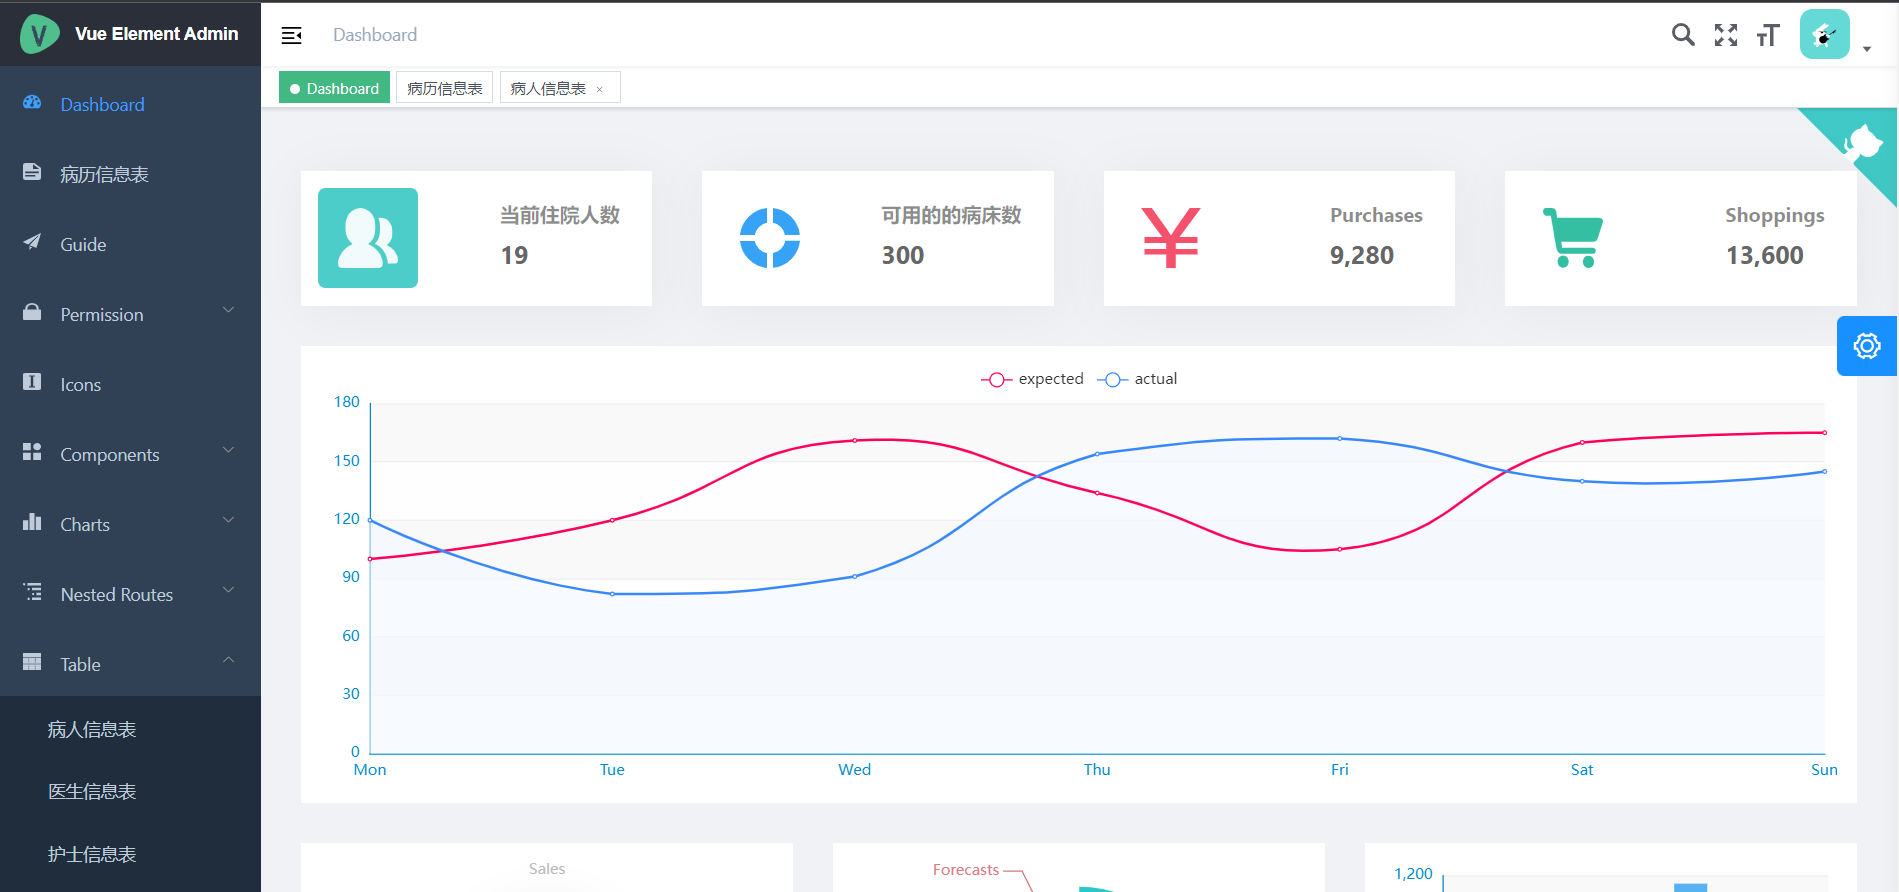 Vue Element Admin
Dashboard
病历信息表
Guide
Permission
Icons
Components
Charts
Nested Routes
Table
病人信息表
医生信息表
护士信息表
Dashboard
Dashboard
病历信息表
病人信息表 ×
当前住院人数
19
可用的的病床数
300
Purchases
9,280
Shoppings
13,600
expected actual
180
150
120
90
60
30
0
Mon Tue Wed Thu Fri Sat Sun
Sales
Forecasts
1,200